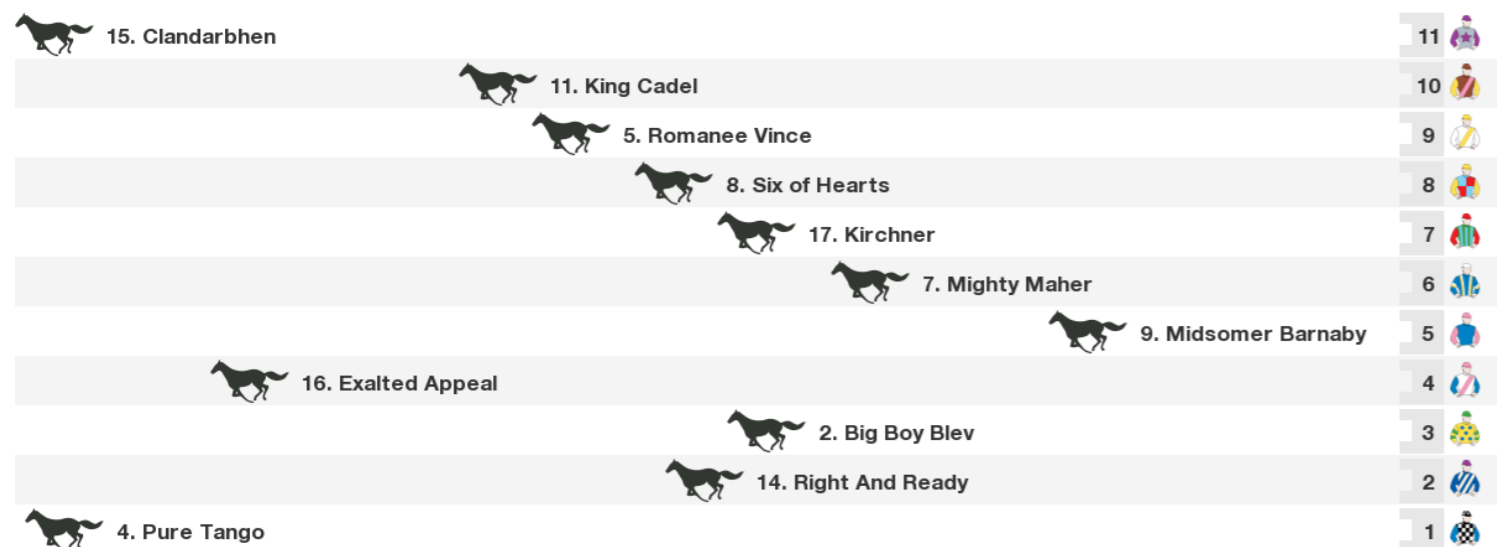 15. Clandarbhen 11
11. King Cadel 10
5. Romanee Vince 9
8. Six of Hearts 8
17. Kirchner 7
7. Mighty Maher 6
9. Midsomer Barnaby 5
16. Exalted Appeal 4
2. Big Boy Blev 3
14. Right And Ready 2
4. Pure Tango 1